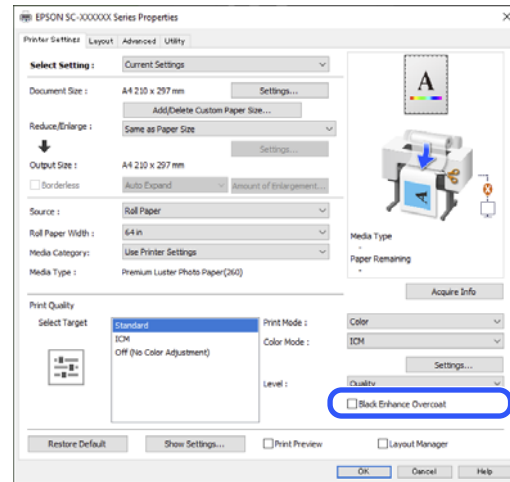 EPSON SC-XXXXXX Series Properties
Printer Settings Layout Advanced Utility
Select Setting : Current Settings
Document Size : A4 210 x 297 mm Settings...
Add/Delete Custom Paper Size...
Reduce/Enlarge : Same as Paper Size
Settings...
Output Size : A4 210 x 297 mm
Borderless Auto Expand Amount of Enlargement...
Source : Roll Paper
Roll Paper Width : 64 in
Media Category: Use Printer Settings
Media Type : Premium Luster Photo Paper(260)
A
A
Media Type
-
Paper Remaining
-
Acquire Info
Print Quality
Select Target
Standard
ICM
Off (No Color Adjustment)
Print Mode : Color
Color Mode : ICM
Settings...
Level : Quality
Black Enhance Overcoat
Restore Default Show Settings... Print Preview Layout Manager
OK Cancel Help